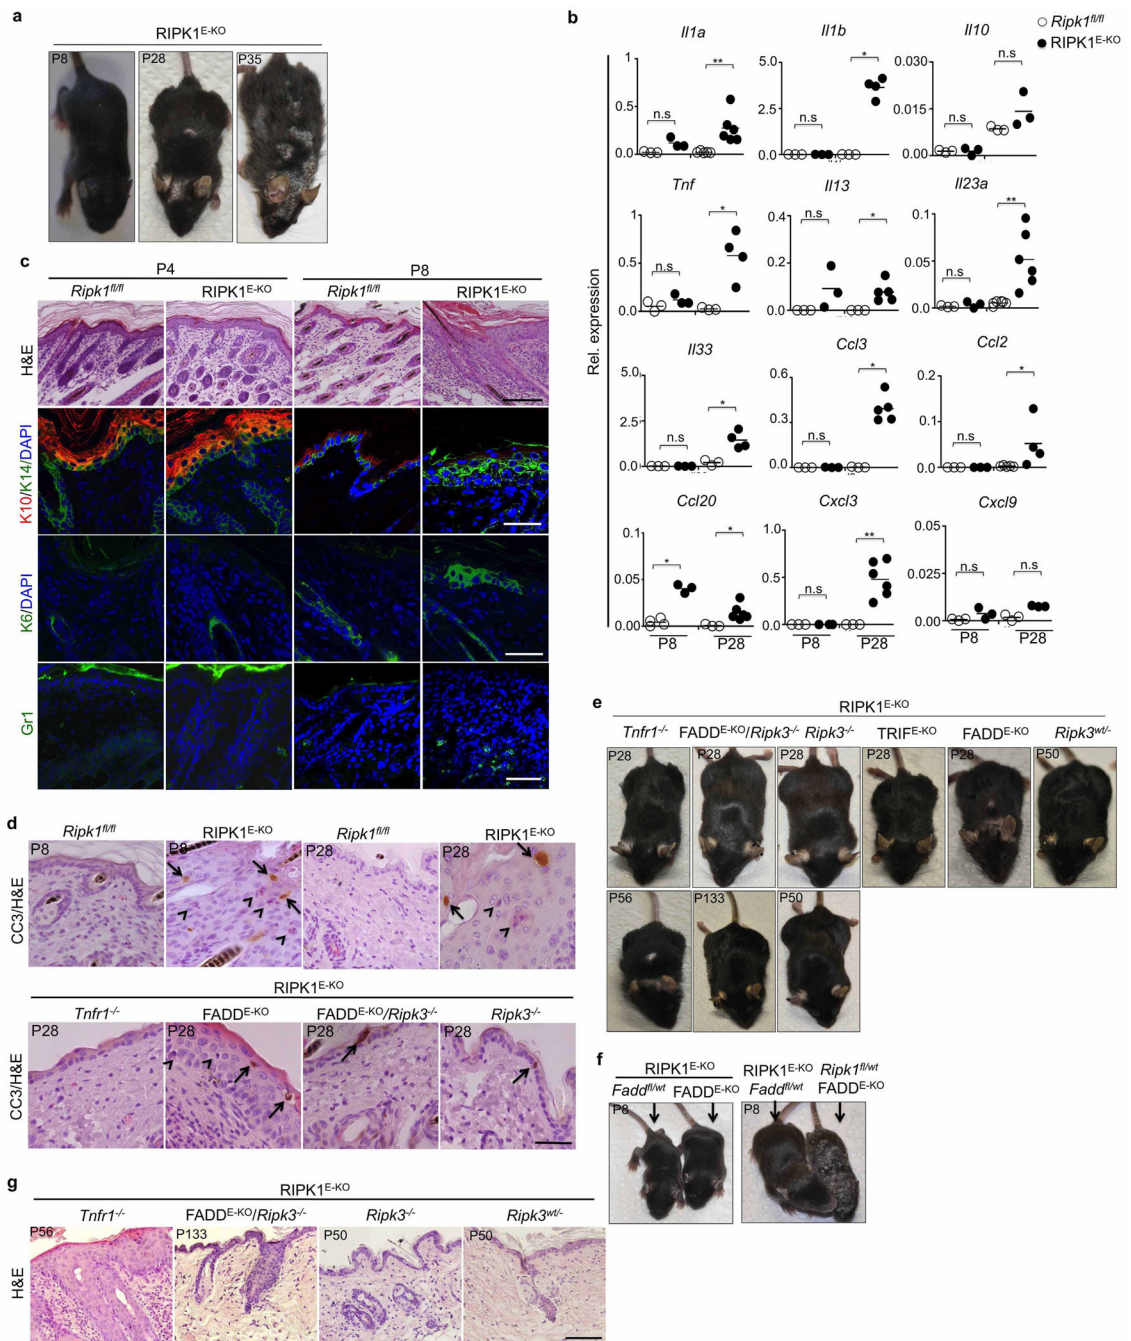 a
RIPK1E-KO
P8
P28
P35
b
Ripk1fl/fl
RIPK1E-KO
Rel. expression
Il1a
Il1b
Il10
1
0.5
0
n.s
**
5.0
2.5
0.0
n.s
*
0.030
0.015
0.000
n.s
n.s
Tnf
Il13
Il23a
1
0.5
0
n.s
*
0.4
0.2
0.0
n.s
*
0.10
0.05
0
n.s
**
Il33
Ccl3
Ccl2
5.0
2.5
0.0
n.s
*
0.6
0.3
0.0
n.s
*
0.2
0.1
0.0
n.s
*
Ccl20
Cxcl3
Cxcl9
0.1
0.05
0.00
*
*
1.0
0.5
0.0
n.s
**
0.05
0.025
0.00
n.s
n.s
P8
P28
P8
P28
P8
P28
c
P4
P8
Ripk1fl/fl
RIPK1E-KO
Ripk1fl/fl
RIPK1E-KO
H&E
K10/K14/DAPI
K6/DAPI
Gr1
d
Ripk1fl/fl
RIPK1E-KO
Ripk1fl/fl
RIPK1E-KO
CC3/H&E
P8
P8
P28
P28
RIPK1E-KO
Tnfr1-/-
FADDE-KO
FADDE-KO/Ripk3-/-
Ripk3-/-
CC3/H&E
P28
P28
P28
P28
e
RIPK1E-KO
Tnfr1-/-
FADDE-KO/Ripk3-/-
Ripk3-/-
TRIFE-KO
FADDE-KO
Ripk3wt/-
P28
P28
P28
P28
P28
P50
P56
P133
P50
f
RIPK1E-KO
Faddfl/wt
FADDE-KO
P8
RIPK1E-KO
Faddfl/wt
Ripk1fl/wt
FADDE-KO
P8
g
RIPK1E-KO
Tnfr1-/-
FADDE-KO/Ripk3-/-
Ripk3-/-
Ripk3wt/-
H&E
P56
P133
P50
P50